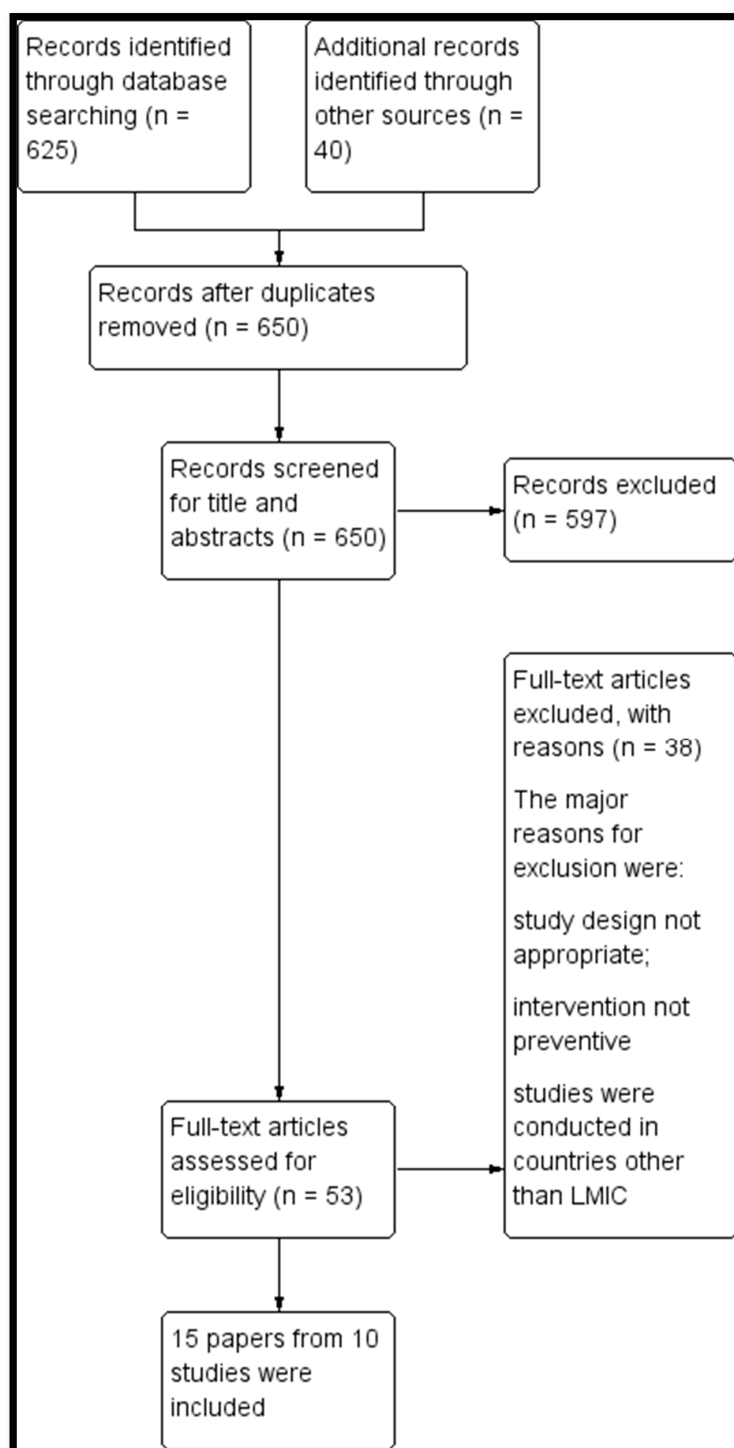 Records identified
through database
searching (n =
625)
Additional records
identified through
other sources (n =
40)
Records after duplicates
removed (n = 650)
Records screened
for title and
abstracts (n = 650)
Records excluded
(n = 597)
Full-text articles
excluded, with
reasons (n = 38)
The major
reasons for
exclusion were:
study design not
appropriate;
intervention not
preventive
studies were
conducted in
countries other
than LMIC
Full-text articles
assessed for
eligibility (n = 53)
15 papers from 10
studies were
included